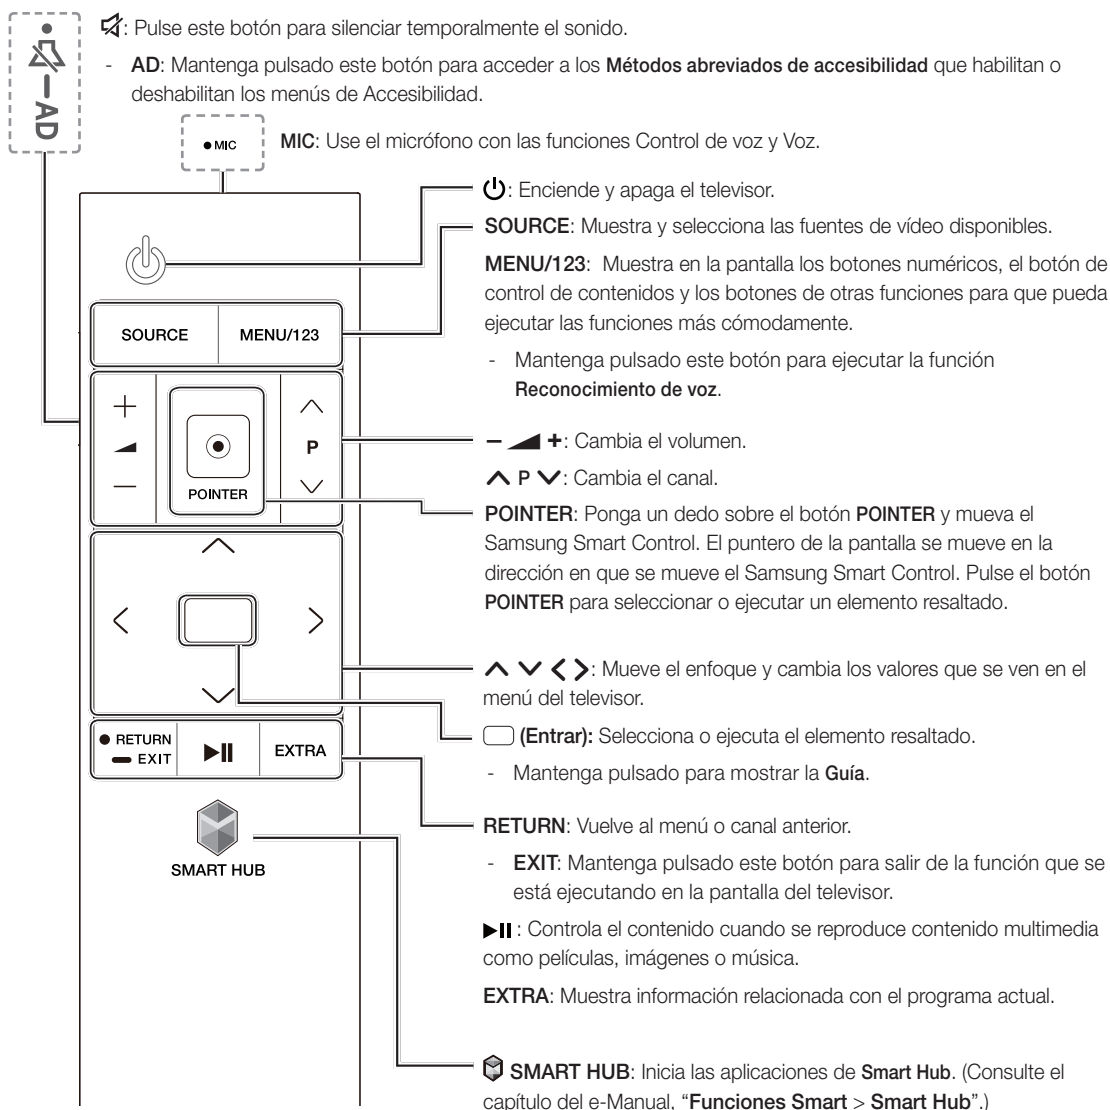 : Pulse este botón para silenciar temporalmente el sonido.
- AD: Mantenga pulsado este botón para acceder a los Métodos abreviados de accesibilidad que habilitan o
deshabilitan los menús de Accesibilidad.
AD
MIC
MIC: Use el micrófono con las funciones Control de voz y Voz.
: Enciende y apaga el televisor.
SOURCE: Muestra y selecciona las fuentes de vídeo disponibles.
MENU/123: Muestra en la pantalla los botones numéricos, el botón de
control de contenidos y los botones de otras funciones para que pueda
ejecutar las funciones más cómodamente.
- Mantenga pulsado este botón para ejecutar la función
Reconocimiento de voz.
SOURCE
MENU/123
P
POINTER
− +: Cambia el volumen.
P : Cambia el canal.
POINTER: Ponga un dedo sobre el botón POINTER y mueva el
Samsung Smart Control. El puntero de la pantalla se mueve en la
dirección en que se mueve el Samsung Smart Control. Pulse el botón
POINTER para seleccionar o ejecutar un elemento resaltado.
: Mueve el enfoque y cambia los valores que se ven en el
menú del televisor.
(Entrar): Selecciona o ejecuta el elemento resaltado.
- Mantenga pulsado para mostrar la Guía.
RETURN
EXIT
EXTRA
RETURN: Vuelve al menú o canal anterior.
- EXIT: Mantenga pulsado este botón para salir de la función que se
está ejecutando en la pantalla del televisor.
: Controla el contenido cuando se reproduce contenido multimedia
como películas, imágenes o música.
EXTRA: Muestra información relacionada con el programa actual.
SMART HUB
SMART HUB: Inicia las aplicaciones de Smart Hub. (Consulte el
capítulo del e-Manual, “Funciones Smart > Smart Hub”.)